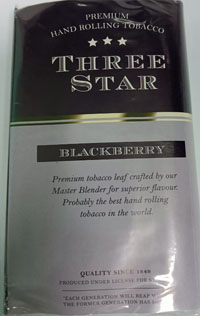 PREMIUM
HAND ROLLING TOBACCO
THREE
STAR
BLACKBERRY
Premium tobacco leaf crafted by our
Master Blender for superior flavour.
Probably the best hand rolling
tobacco in the world.
QUALITY SINCE
PRODUCED UNDER LICENSE FOR
"EACH GENERATION WILL REAP W
THE FORMER GENERATION HAS